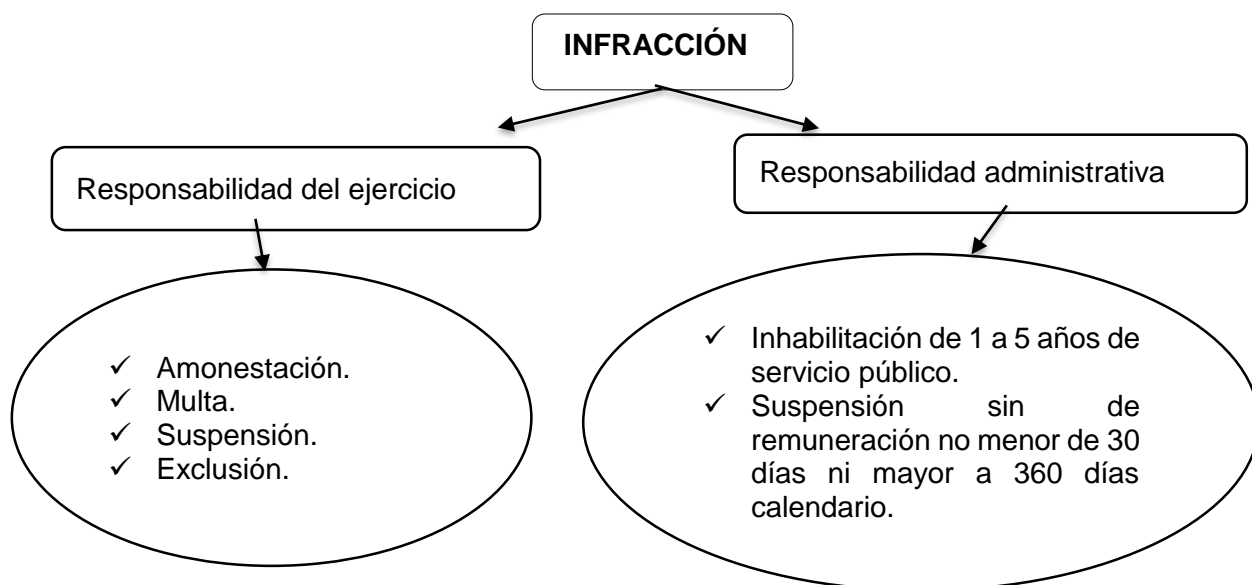 INFRACCIÓN
Responsabilidad del ejercicio
Responsabilidad administrativa
✓ Amonestación.
✓ Multa.
✓ Suspensión.
✓ Exclusión.
✓ Inhabilitación de 1 a 5 años de
servicio público.
✓ Suspensión sin de
remuneración no menor de 30
días ni mayor a 360 días
calendario.